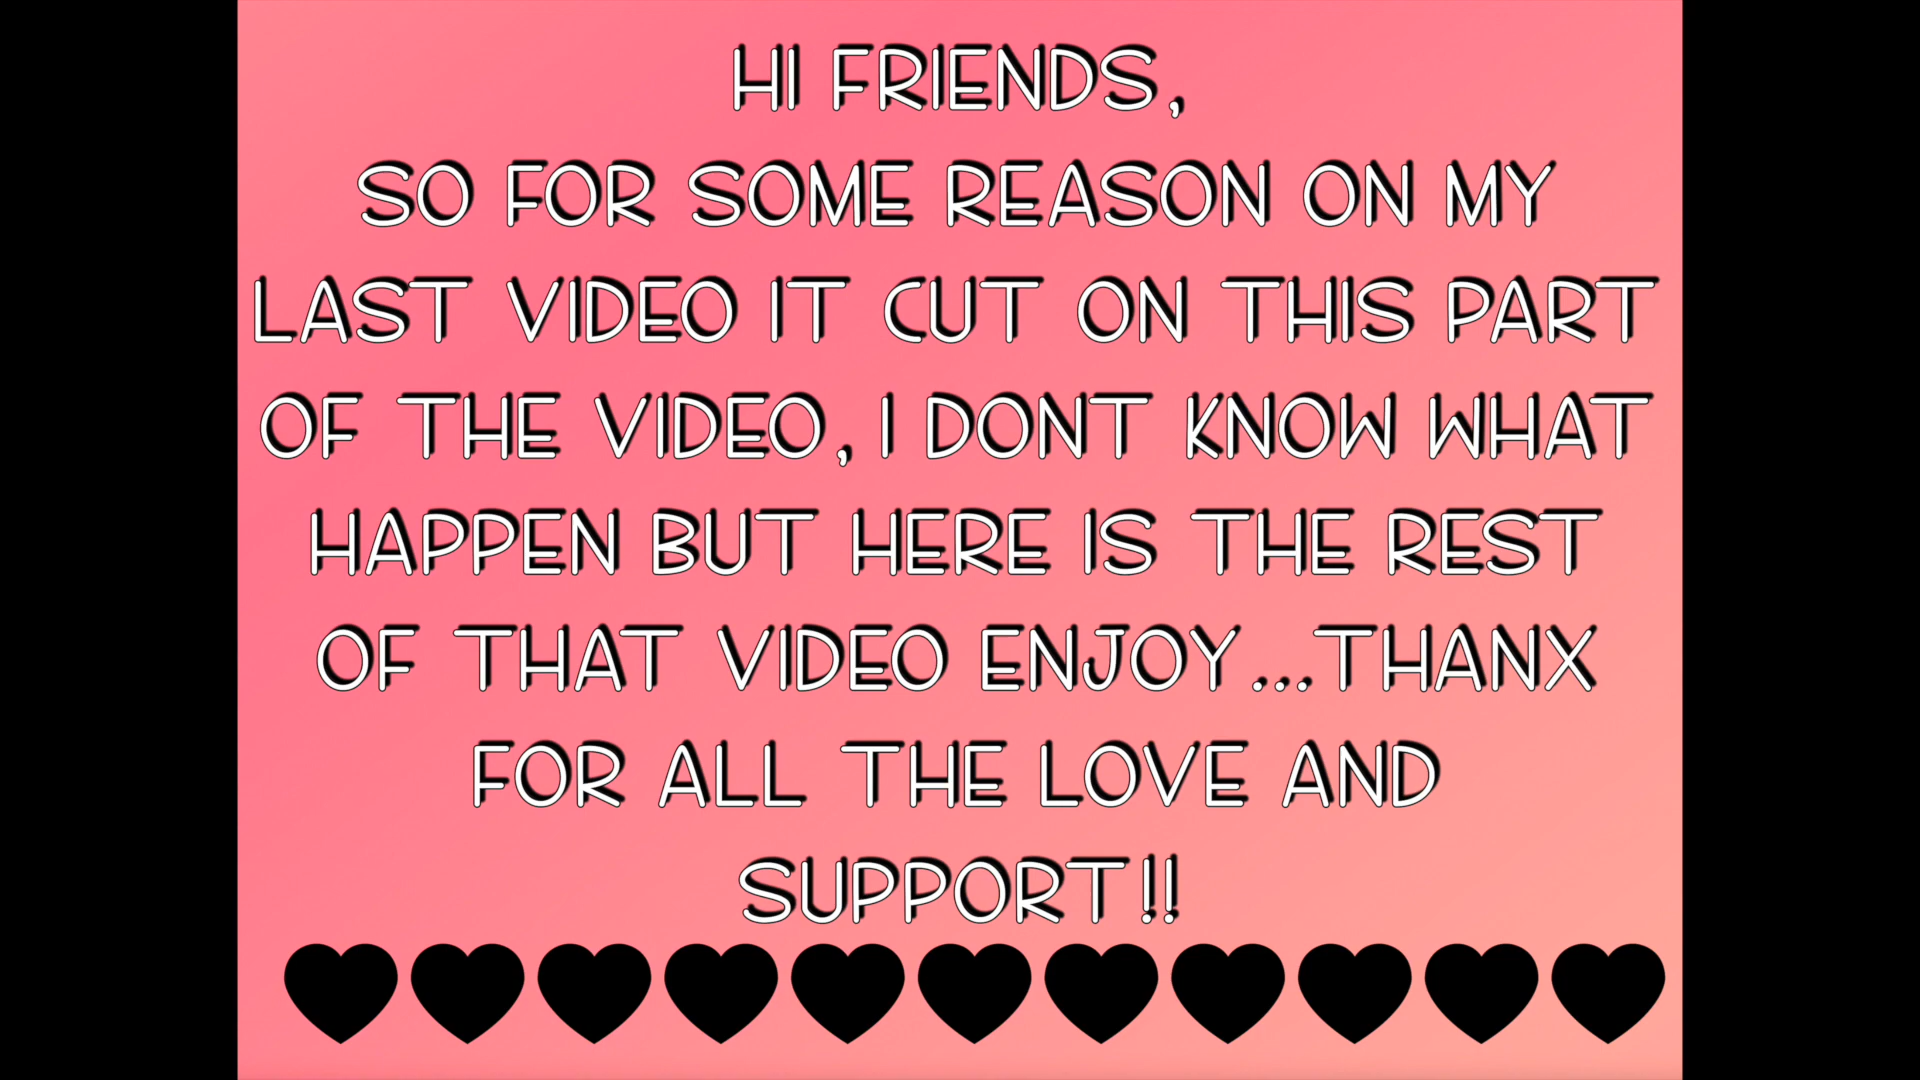 HI FRIENDS,
SO FOR SOME REASON ON MY
LAST VIDEO IT CUT ON THIS PART
OF THE VIDEO, I DONT KNOW WHAT
HAPPEN BUT HERE IS THE REST
OF THAT VIDEO ENJOY...THANX
FOR ALL THE LOVE AND
SUPPORT!!